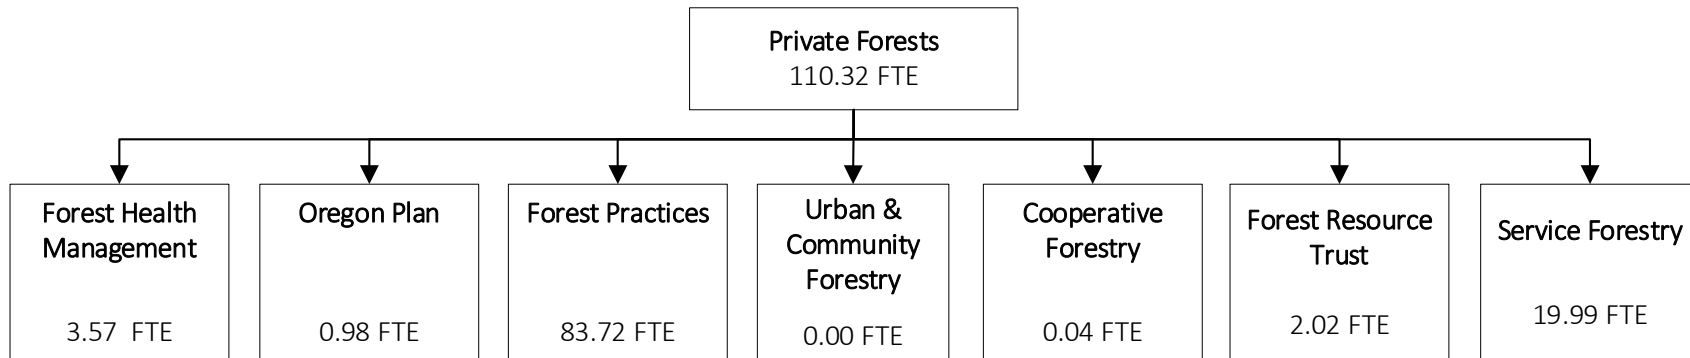 Private Forests
110.32 FTE
Forest Health
Management
3.57 FTE
Oregon Plan
0.98 FTE
Forest Practices
83.72 FTE
Urban &
Community
Forestry
0.00 FTE
Cooperative
Forestry
0.04 FTE
Forest Resource
Trust
2.02 FTE
Service Forestry
19.99 FTE